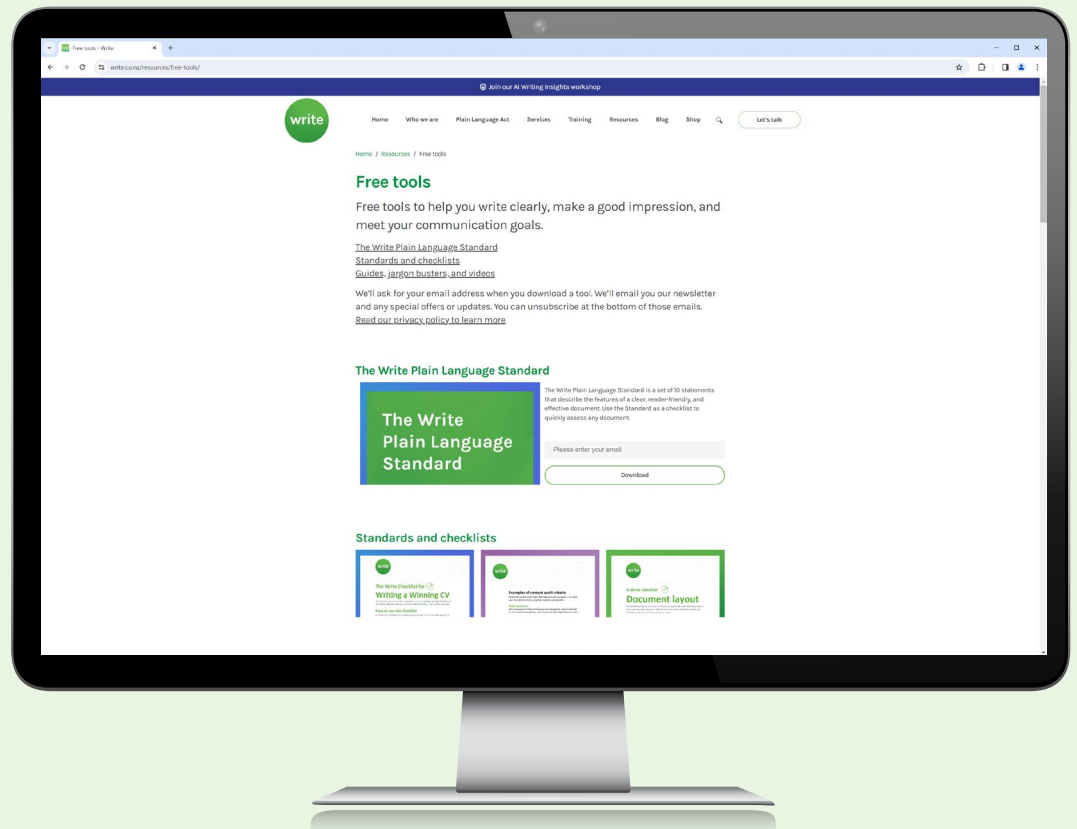 Free tools - Write
write.co.nz/resources/free-tools/
Join our AI Writing Insights workshop
write
Home Who we are Plain Language Act Services Training Resources Blog Shop Let's talk
Home / Resources / Free tools
Free tools
Free tools to help you write clearly, make a good impression, and
meet your communication goals.
The Write Plain Language Standard
Standards and checklists
Guides, jargon busters, and videos
We'll ask for your email address when you download a tool. We'll email you our newsletter
and any special offers or updates. You can unsubscribe at the bottom of those emails.
Read our privacy policy to learn more
The Write Plain Language Standard
The Write
Plain Language
Standard
The Write Plain Language Standard is a set of 10 statements
that describe the features of a clear, reader-friendly, and
effective document. Use the Standard as a checklist to
quickly assess any document.
Please enter your email
Download
Standards and checklists
write
The Write Checklist for
Writing a Winning CV
How to use the checklist
write
Examples of content audit criteria
write
A Write Checklist
Document layout